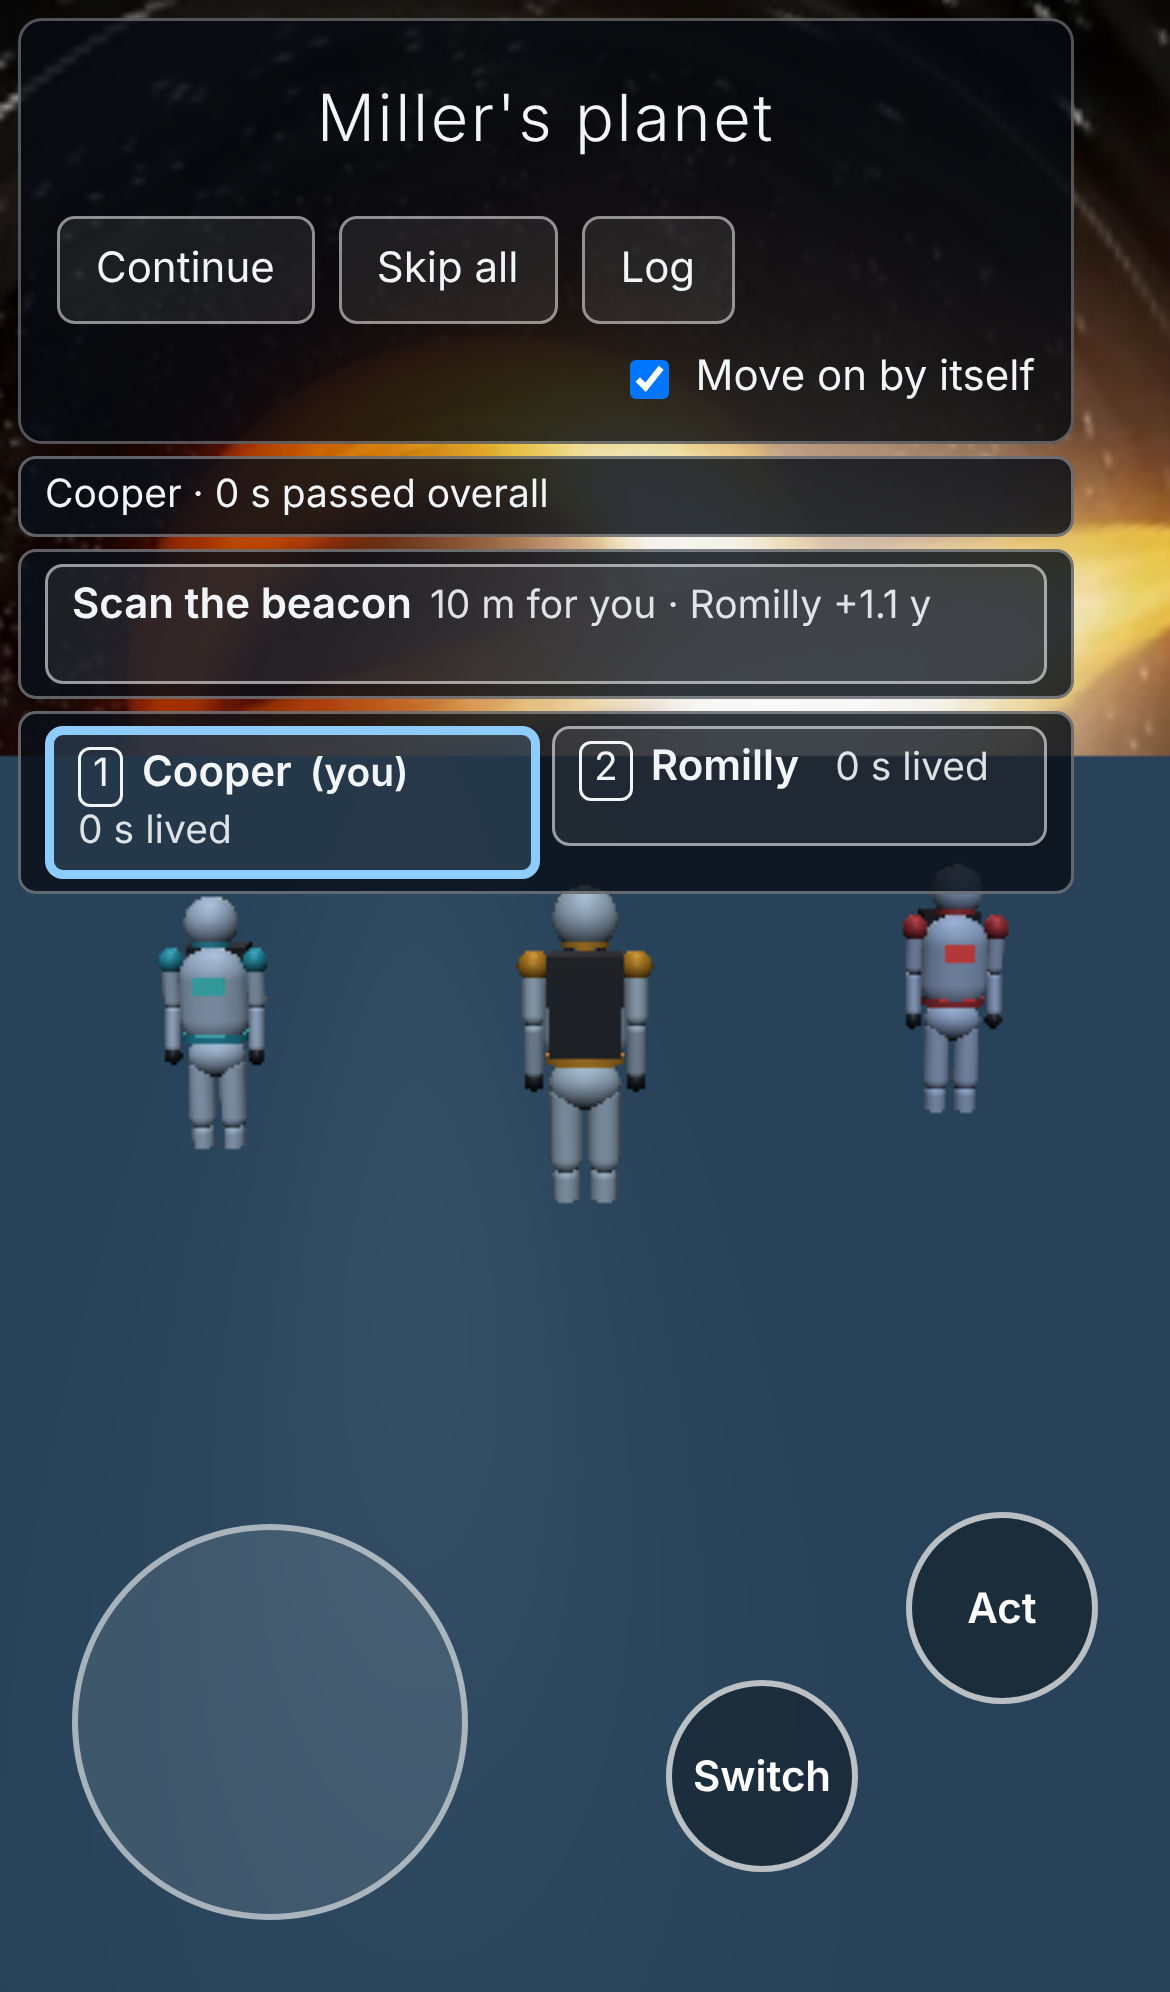 Miller's planet
Continue Skip all Log
Move on by itself
Cooper · 0 s passed overall
Scan the beacon 10 m for you · Romilly +1.1 y
1 Cooper (you)
0 s lived
2 Romilly 0 s lived
Act
Switch